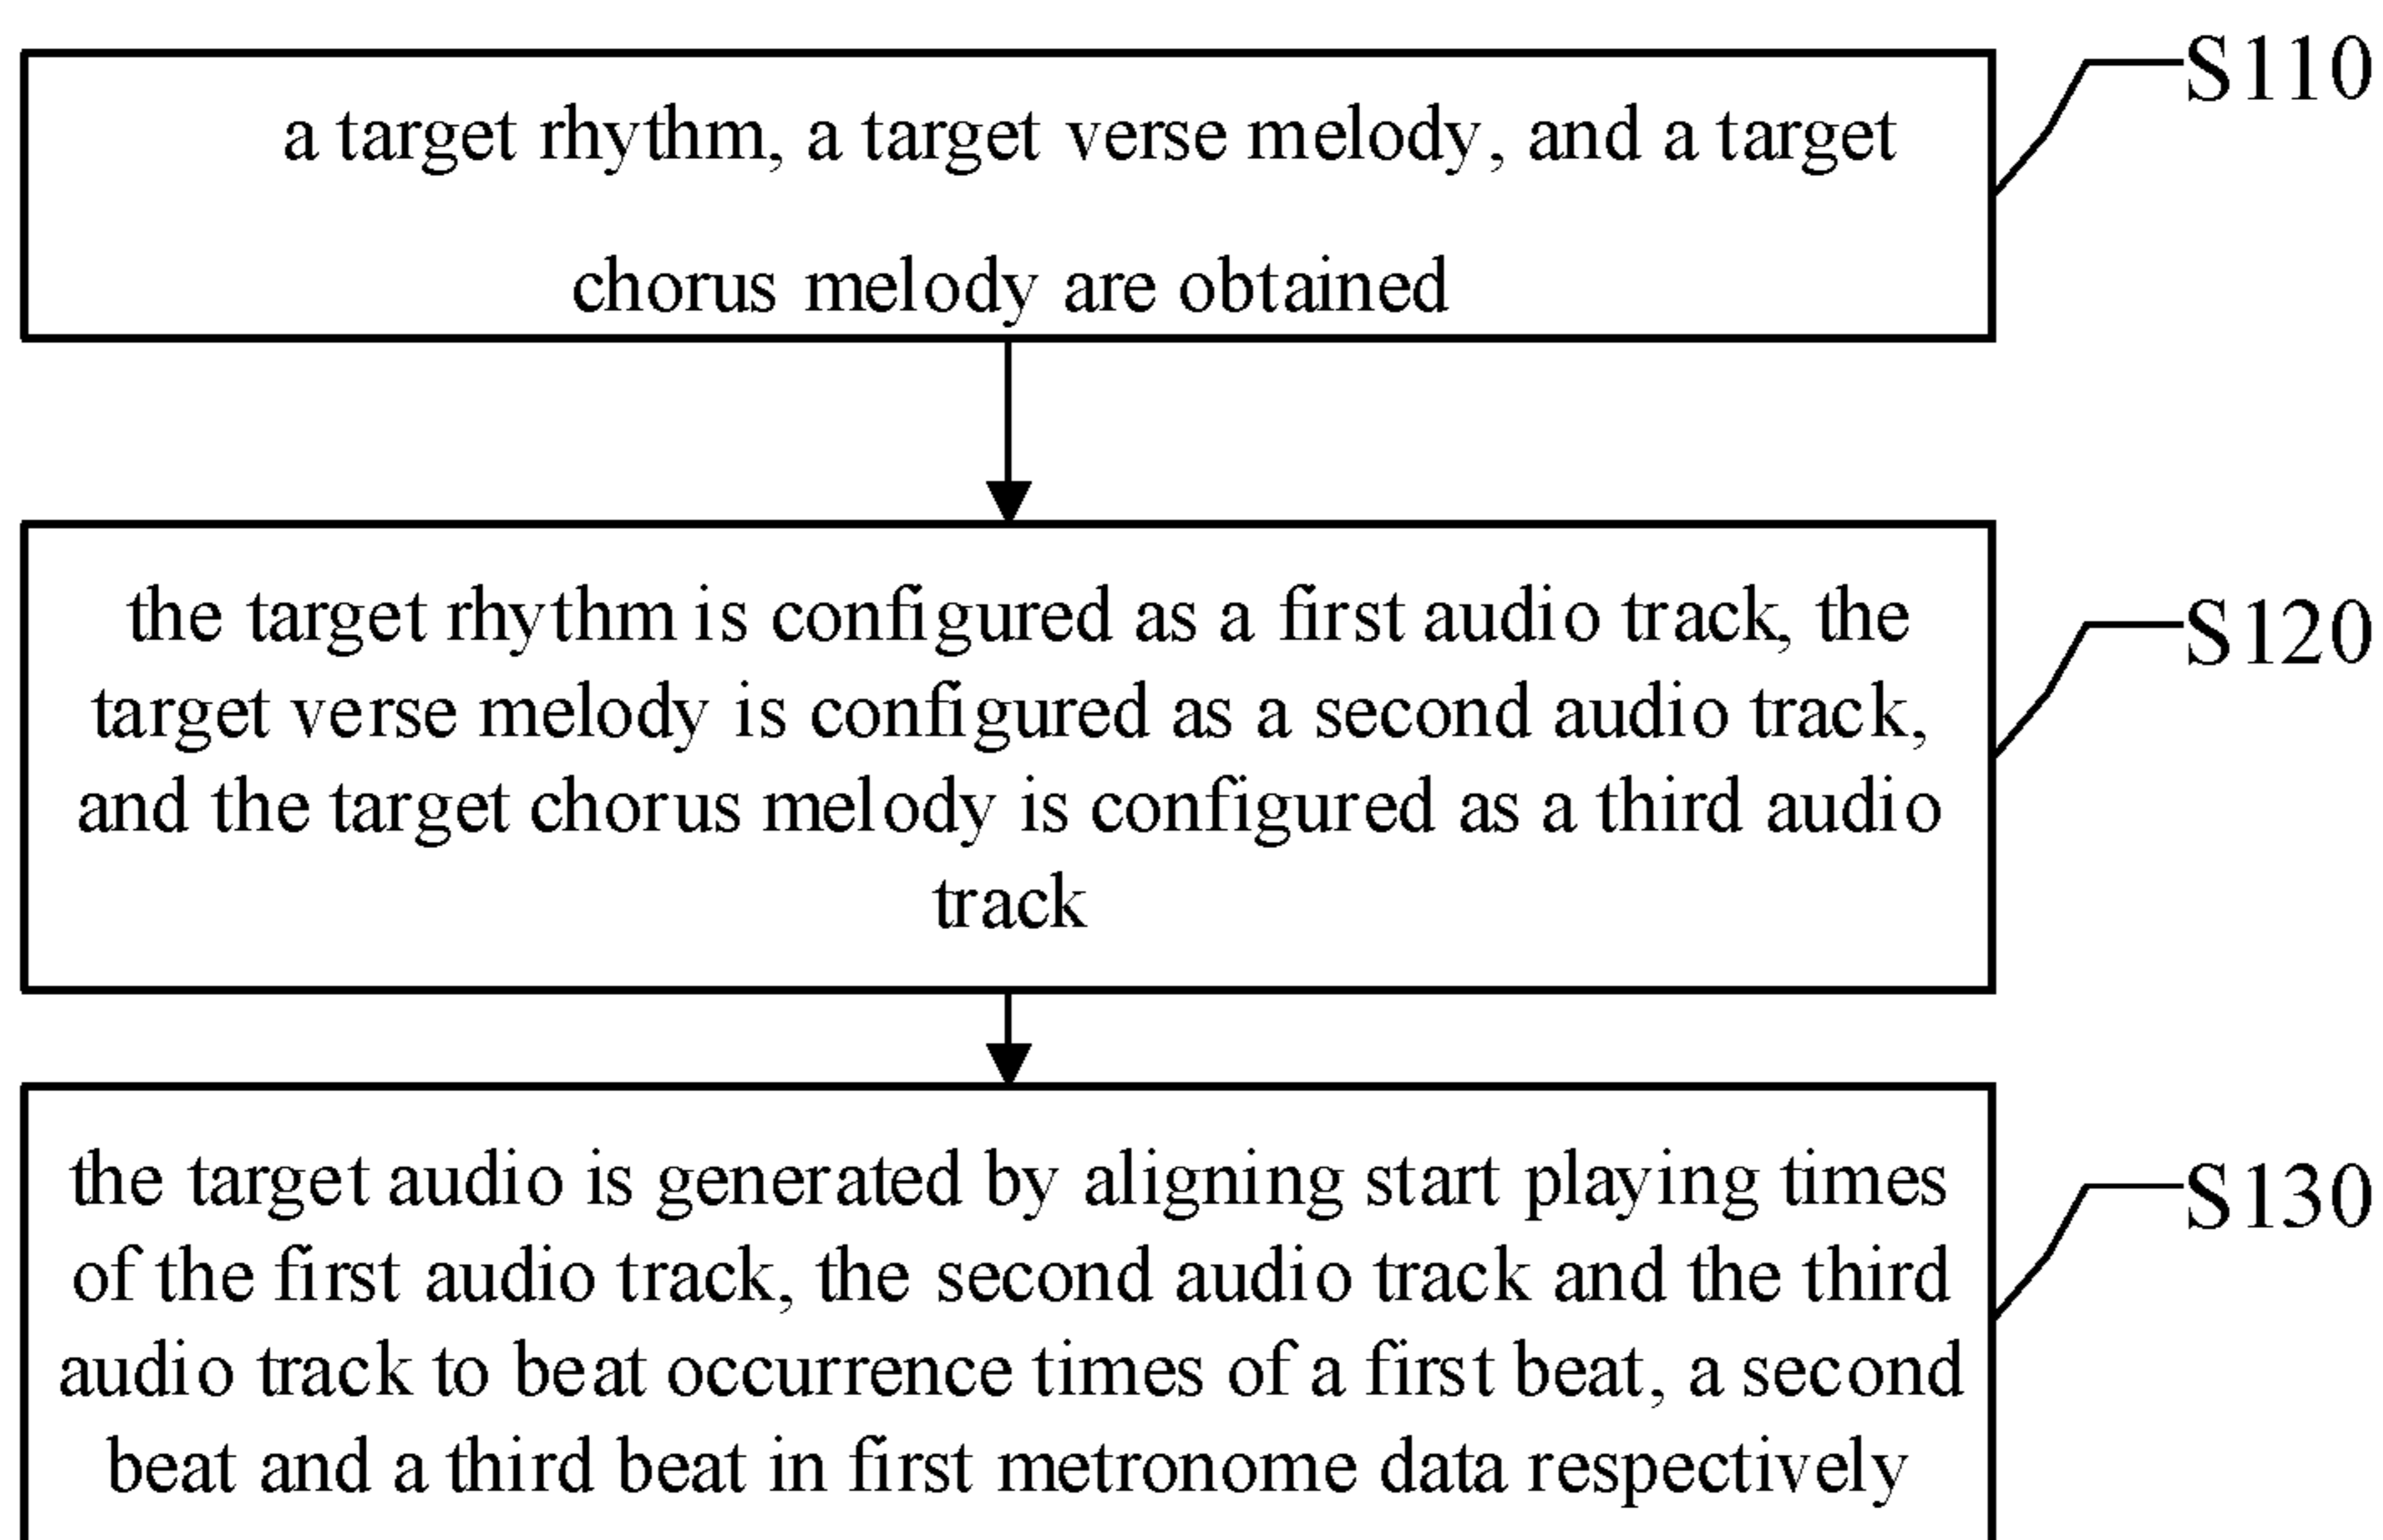 S110
a target rhythm, a target verse melody, and a target
chorus melody are obtained
S120
the target rhythm is configured as a first audio track, the
target verse melody is configured as a second audio track,
and the target chorus melody is configured as a third audio
track
S130
the target audio is generated by aligning start playing times
of the first audio track, the second audio track and the third
audio track to beat occurrence times of a first beat, a second
beat and a third beat in first metronome data respectively